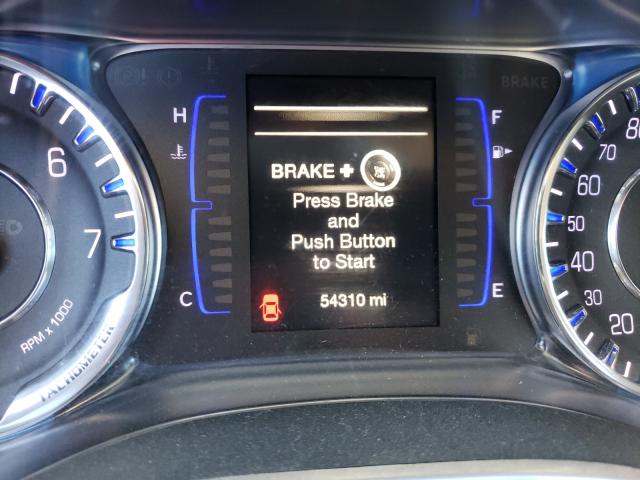 BRAKE
H
F
BRAKE +
Press Brake
and
Push Button
to Start
C
E
54310 mi
6
7
RPM x 1000
TACHOMETER
80
70
60
50
40
30
20